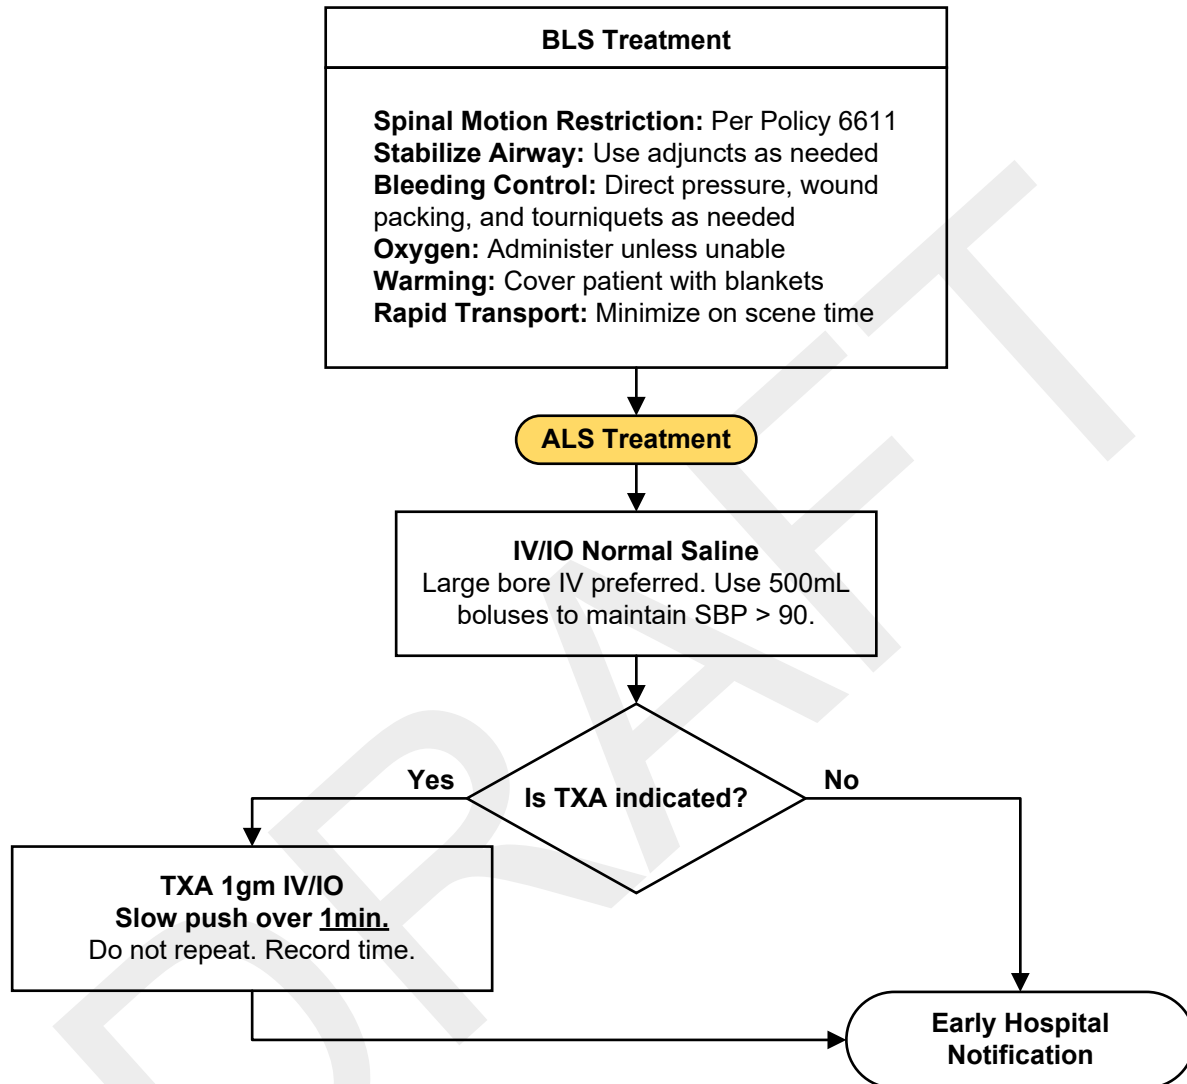 BLS Treatment
Spinal Motion Restriction: Per Policy 6611
Stabilize Airway: Use adjuncts as needed
Bleeding Control: Direct pressure, wound
packing, and tourniquets as needed
Oxygen: Administer unless unable
Warming: Cover patient with blankets
Rapid Transport: Minimize on scene time
ALS Treatment
IV/IO Normal Saline
Large bore IV preferred. Use 500mL
boluses to maintain SBP > 90.
Is TXA indicated?
Yes
No
TXA 1gm IV/IO
Slow push over 1min.
Do not repeat. Record time.
Early Hospital
Notification
DRAFT